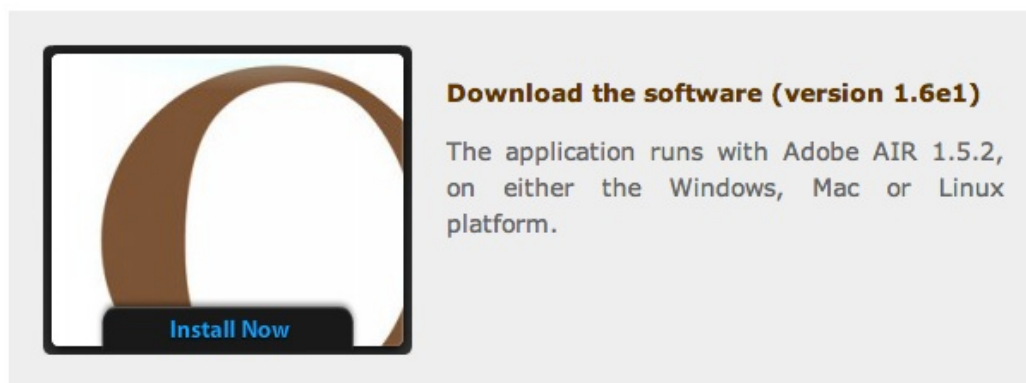 Download the software (version 1.6e1)
The application runs with Adobe AIR 1.5.2,
on either the Windows, Mac or Linux
platform.
Install Now